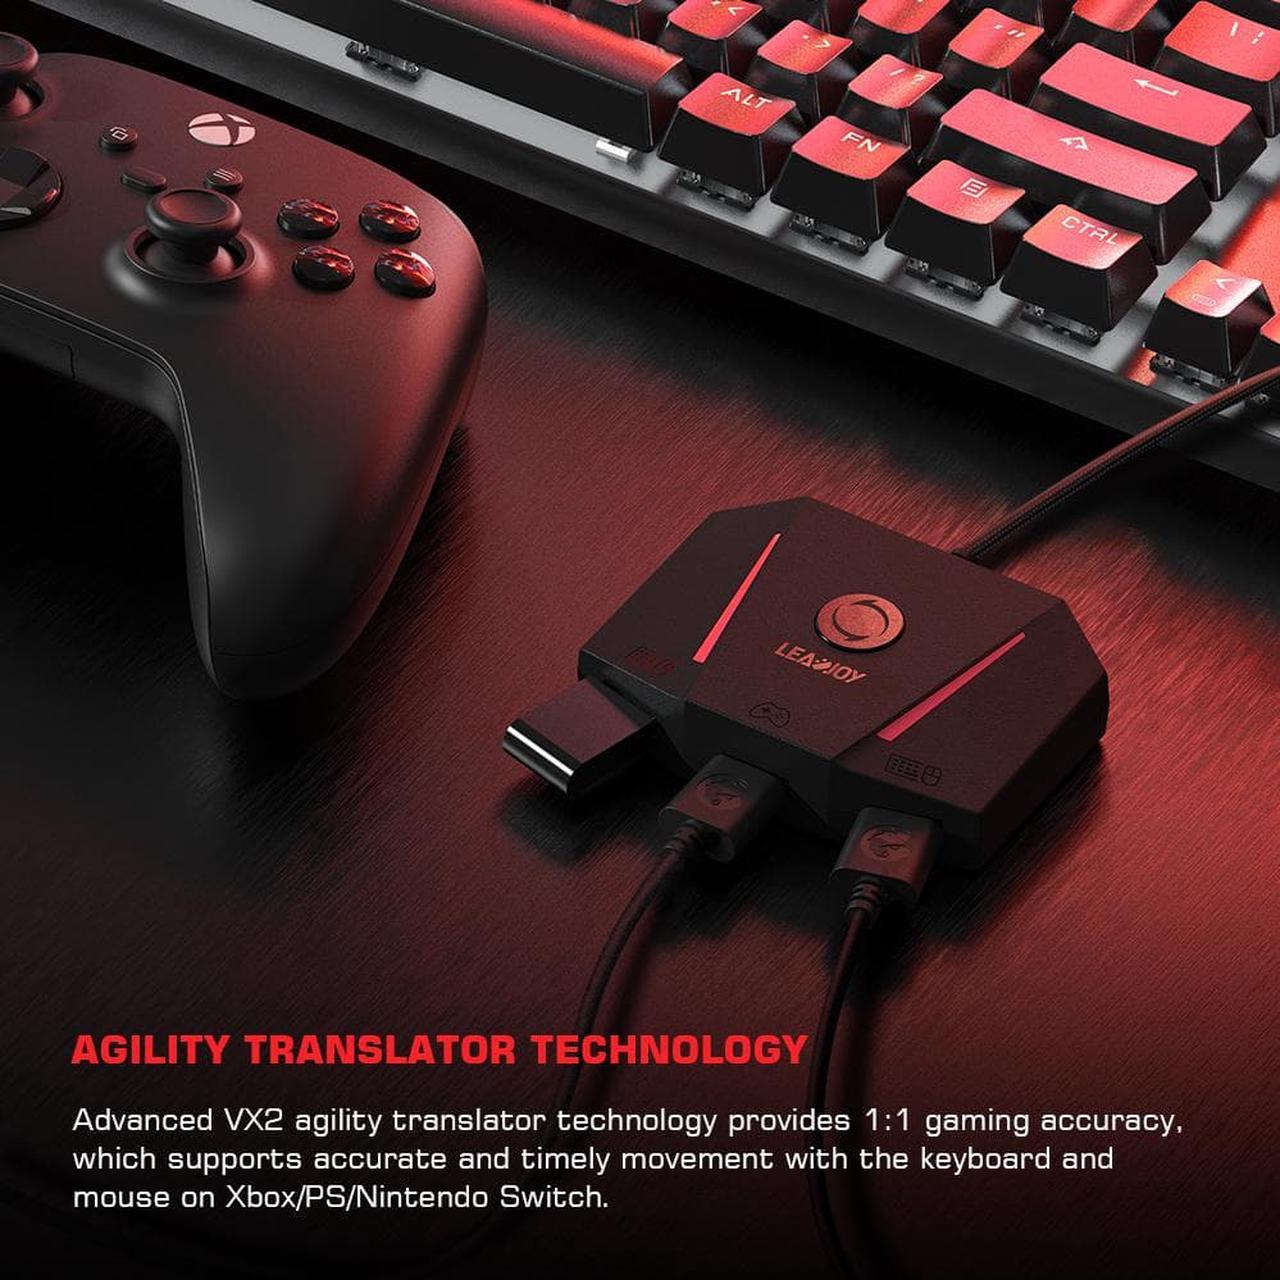 ALT
FN
CTRL
LEADJOY
AGILITY TRANSLATOR TECHNOLOGY
Advanced VX2 agility translator technology provides 1:1 gaming accuracy,
which supports accurate and timely movement with the keyboard and
mouse on Xbox/PS/Nintendo Switch.